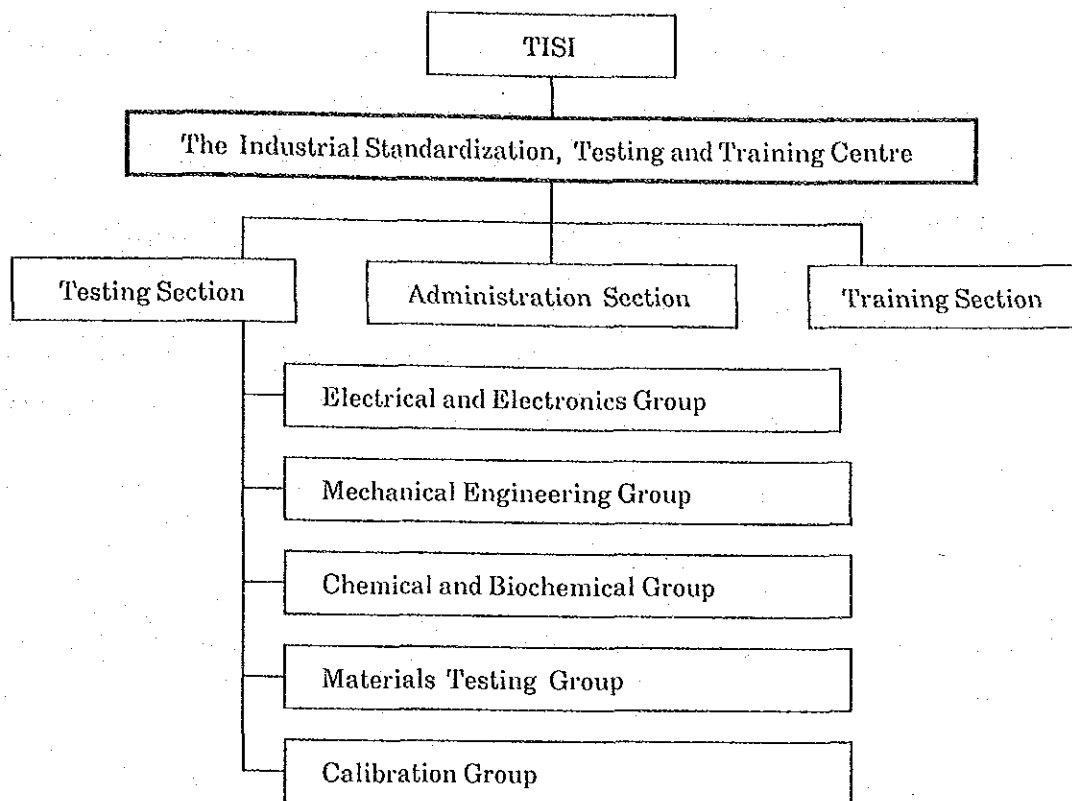 TISI
The Industrial Standardization, Testing and Training Centre
Testing Section
Administration Section
Training Section
Electrical and Electronics Group
Mechanical Engineering Group
Chemical and Biochemical Group
Materials Testing Group
Calibration Group